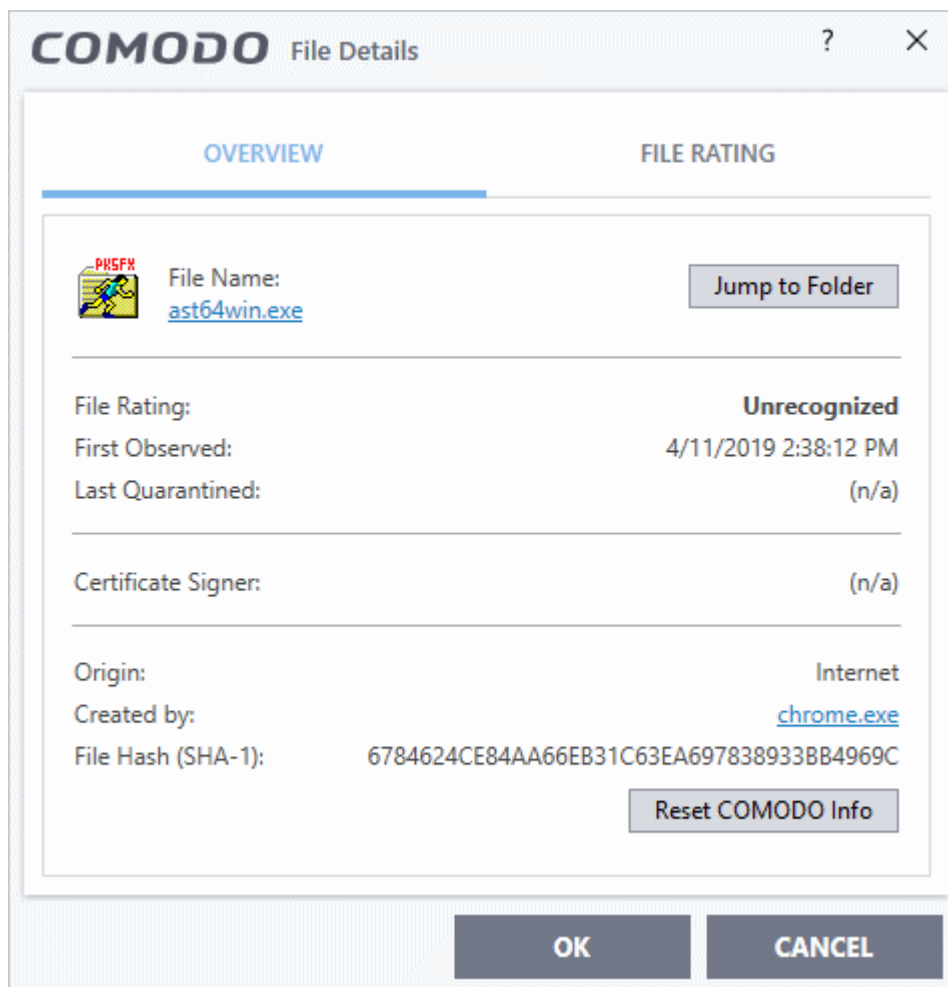 COMODO File Details ?
OVERVIEW FILE RATING
PKSFX
File Name:
ast64win.exe
Jump to Folder
File Rating: Unrecognized
First Observed: 4/11/2019 2:38:12 PM
Last Quarantined: (n/a)
Certificate Signer: (n/a)
Origin: Internet
Created by: chrome.exe
File Hash (SHA-1): 6784624CE84AA66EB31C63EA697838933BB4969C
Reset COMODO Info
OK CANCEL